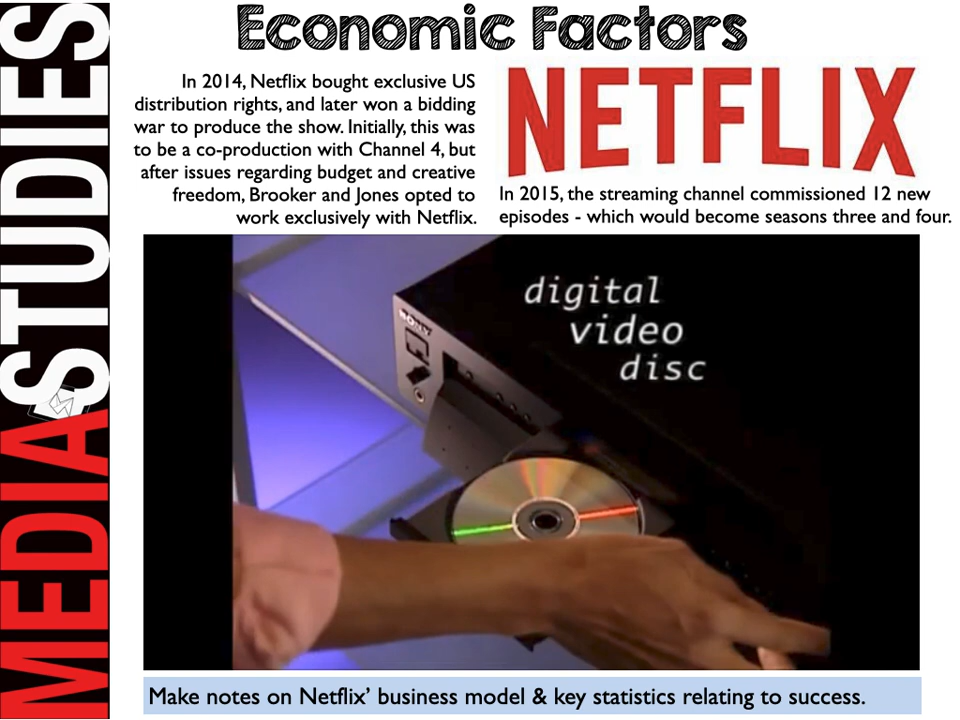 Economic Factors
In 2014, Netflix bought exclusive US
distribution rights, and later won a bidding
war to produce the show. Initially, this was
to be a co-production with Channel 4, but
after issues regarding budget and creative
freedom, Brooker and Jones opted to
work exclusively with Netflix.
NETFLIX
In 2015, the streaming channel commissioned 12 new
episodes - which would become seasons three and four.
MEDIASTUDIES
SONY
digital
video
disc
Make notes on Netflix’ business model & key statistics relating to success.